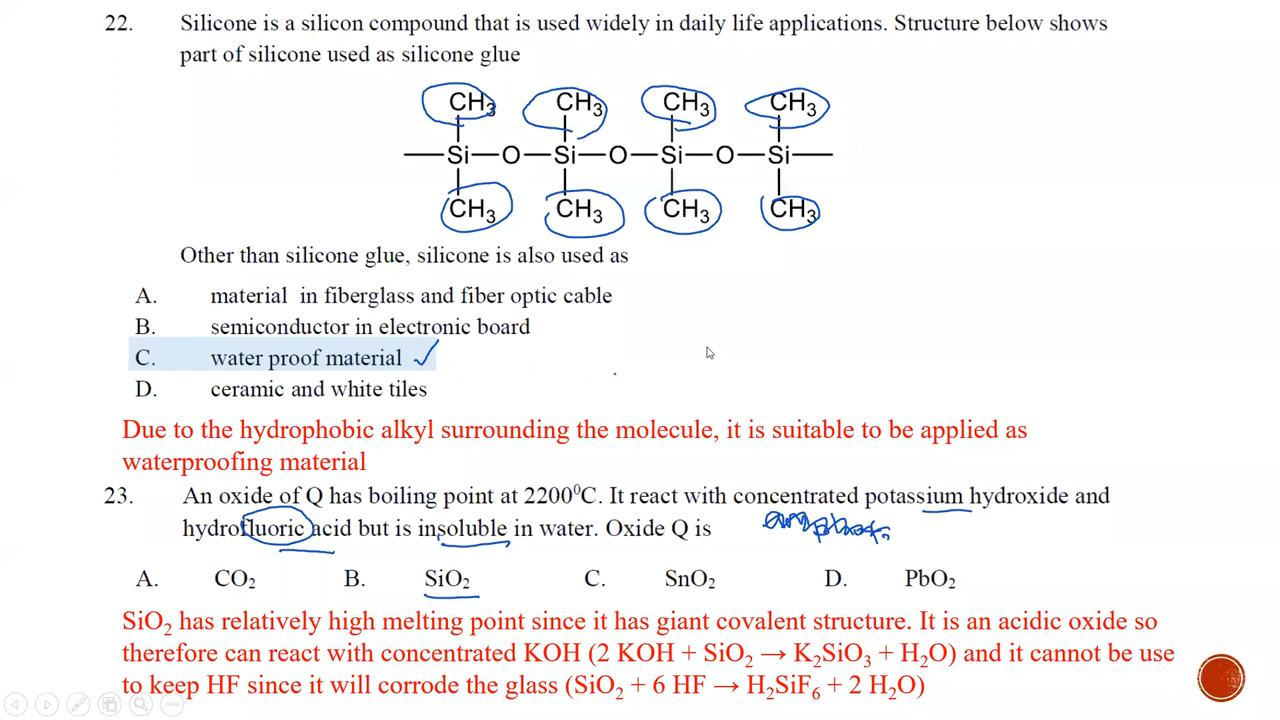 22. Silicone is a silicon compound that is used widely in daily life applications. Structure below shows
part of silicone used as silicone glue
CH3 CH3 CH3 CH3
Si O Si O Si O Si
CH3 CH3 CH3 CH3
Other than silicone glue, silicone is also used as
A. material in fiberglass and fiber optic cable
B. semiconductor in electronic board
C. water proof material ✓
D. ceramic and white tiles
Due to the hydrophobic alkyl surrounding the molecule, it is suitable to be applied as
waterproofing material
23. An oxide of Q has boiling point at 2200⁰C. It react with concentrated potassium hydroxide and
hydrofluoric acid but is insoluble in water. Oxide Q is
A. CO₂ B. SiO₂ C. SnO₂ D. PbO₂
SiO₂ has relatively high melting point since it has giant covalent structure. It is an acidic oxide so
therefore can react with concentrated KOH (2 KOH + SiO₂ → K₂SiO₃ + H₂O) and it cannot be use
to keep HF since it will corrode the glass (SiO₂ + 6 HF → H₂SiF₆ + 2 H₂O)